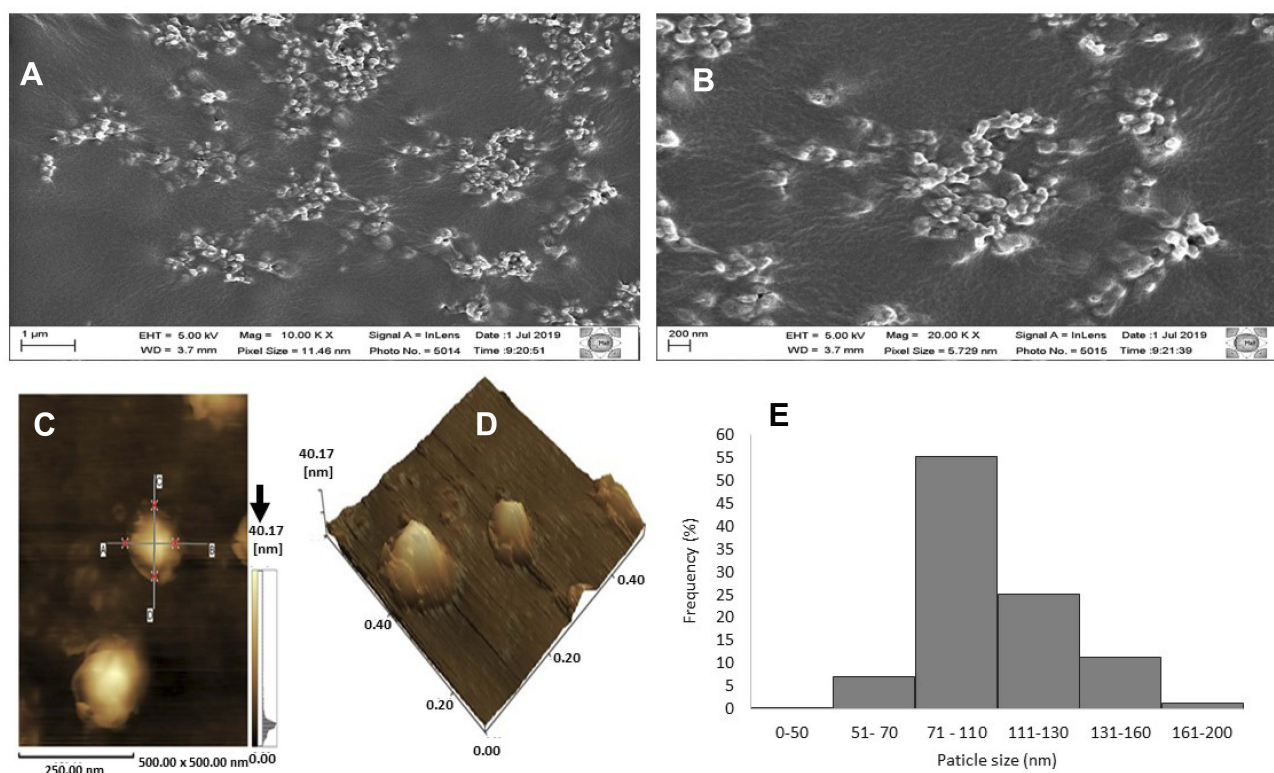 A
1 µm
EHT = 5.00 kV Mag = 10.00 K X Signal A = InLens Date :1 Jul 2019
WD = 3.7 mm Pixel Size = 11.46 nm Photo No. = 5014 Time :9:20:51
B
200 nm
EHT = 5.00 kV Mag = 20.00 K X Signal A = InLens Date :1 Jul 2019
WD = 3.7 mm Pixel Size = 5.729 nm Photo No. = 5015 Time :9:21:39
C
C
A
B
D
40.17
[nm]
0.00
250.00 nm
500.00 x 500.00 nm
D
40.17
[nm]
0.40
0.20
0.00
0.20
0.40
E
Frequency (%)
60
55
50
45
40
35
30
25
20
15
10
5
0
0-50 51- 70 71 - 110 111-130 131-160 161-200
Paticle size (nm)